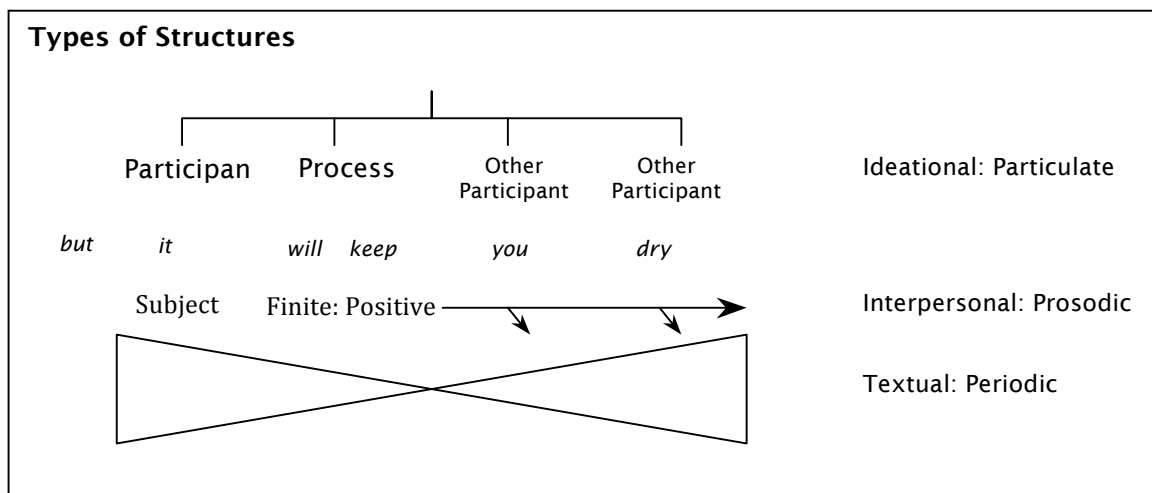 Types of Structures
Participan Process Other Participant Other Participant Ideational: Particulate
but it will keep you dry
Subject Finite: Positive Interpersonal: Prosodic
Textual: Periodic